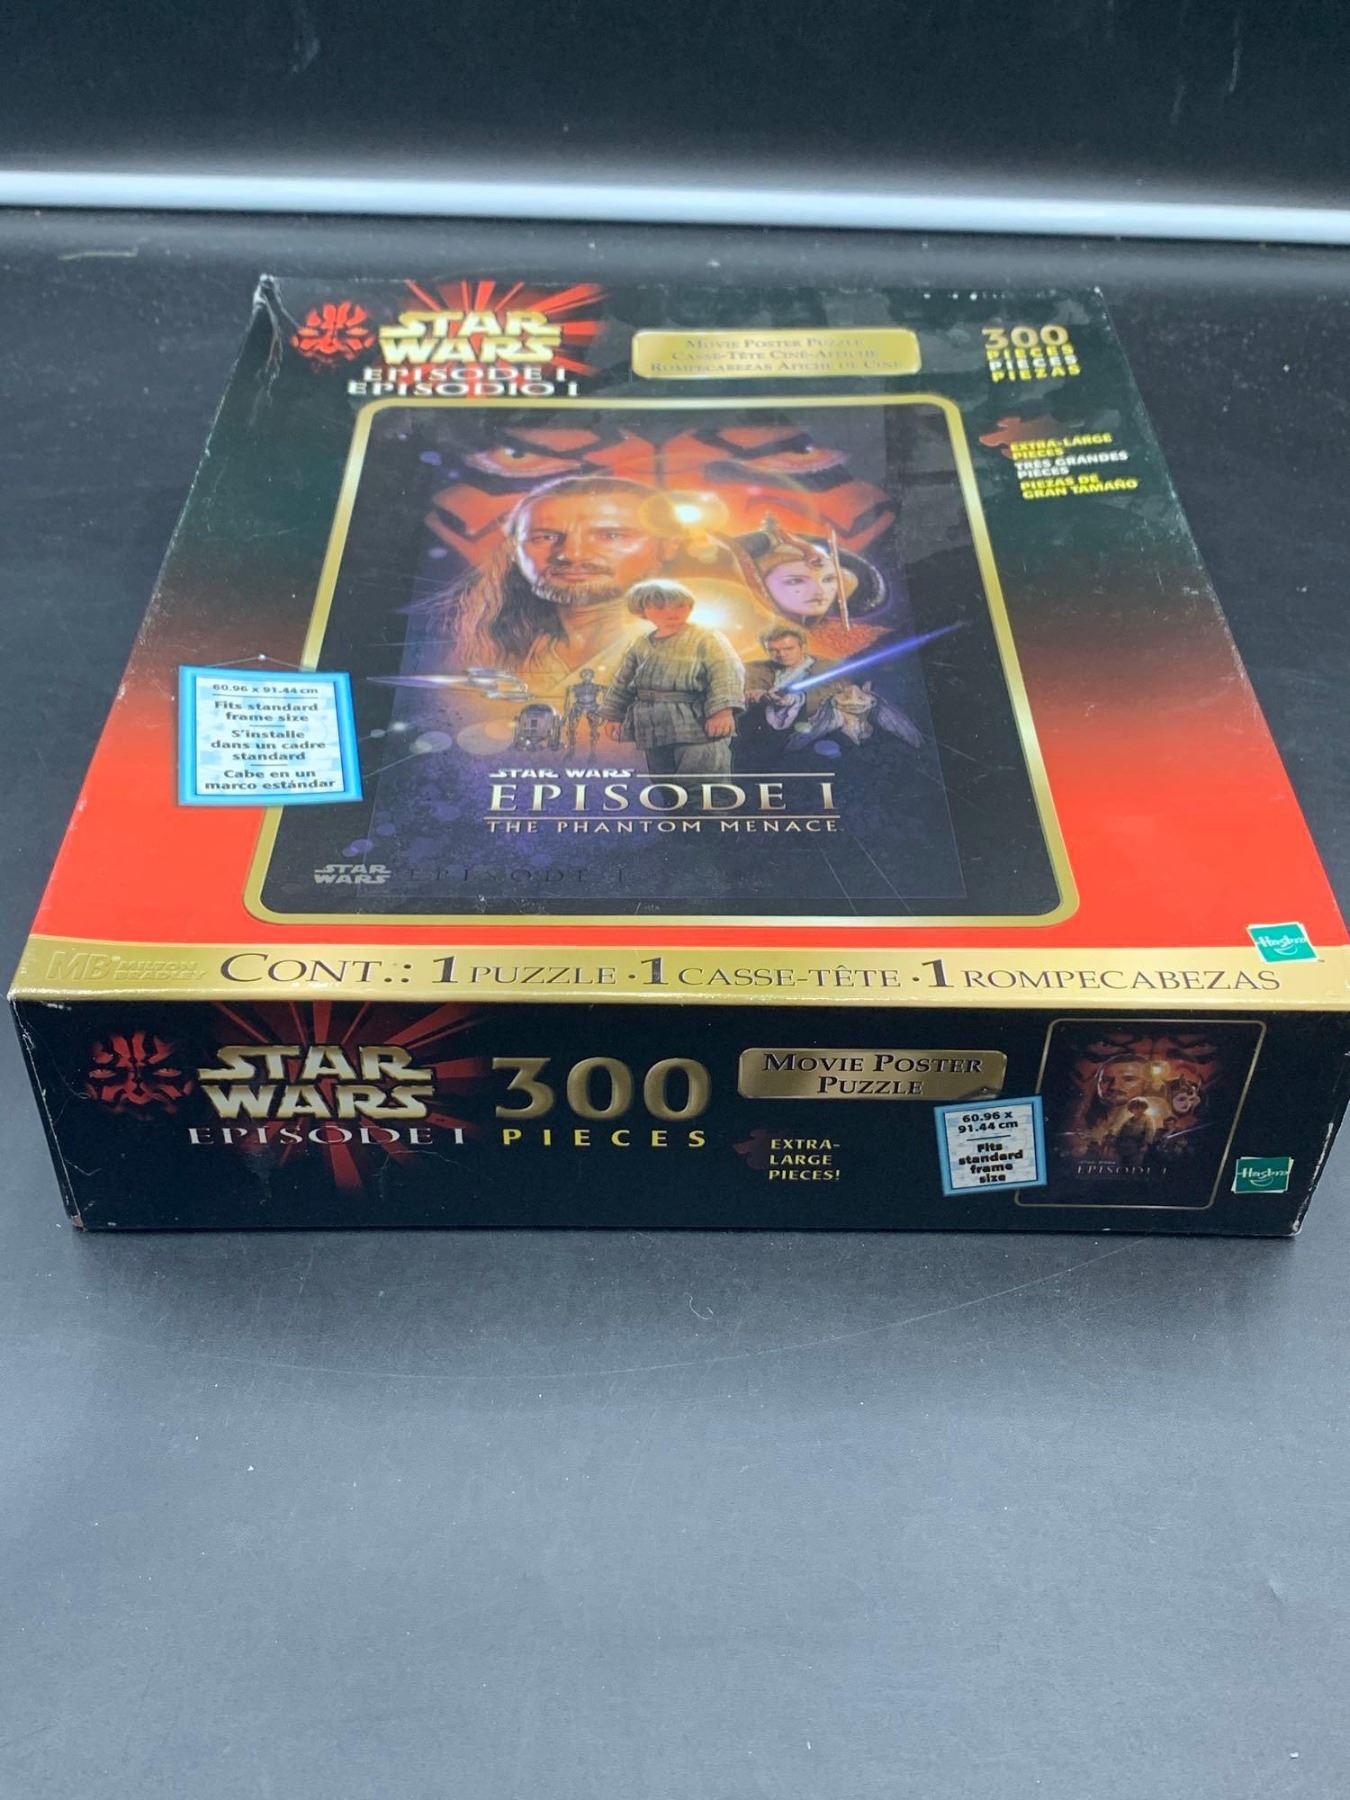 STAR
WARS
EPISODE I
EPISODIO I
MOVIE POSTER PUZZLE
CASSE-TÊTE CINÉ-AFFICHE
ROMPECABEZAS AFICHE DE CINE
300
PIECES
PIÈCES
PIEZAS
EXTRA-LARGE
PIECES
TRÈS GRANDES
PIÈCES
PIEZAS DE
GRAN TAMAÑO
60.96 x 91.44 cm
Fits standard
frame size
S'installe
dans un cadre
standard
Cabe en un
marco estándar
STAR WARS
EPISODE I
THE PHANTOM MENACE
STAR
WARS EPISODE I
Hasbro
MB MILTON
BRADLEY
CONT.: 1 PUZZLE · 1 CASSE-TÊTE · 1 ROMPECABEZAS
STAR
WARS
EPISODE I
300
PIECES
MOVIE POSTER
PUZZLE
EXTRA-
LARGE
PIECES!
60.96 x
91.44 cm
Fits
standard
frame
size
EPISODE I
Hasbro